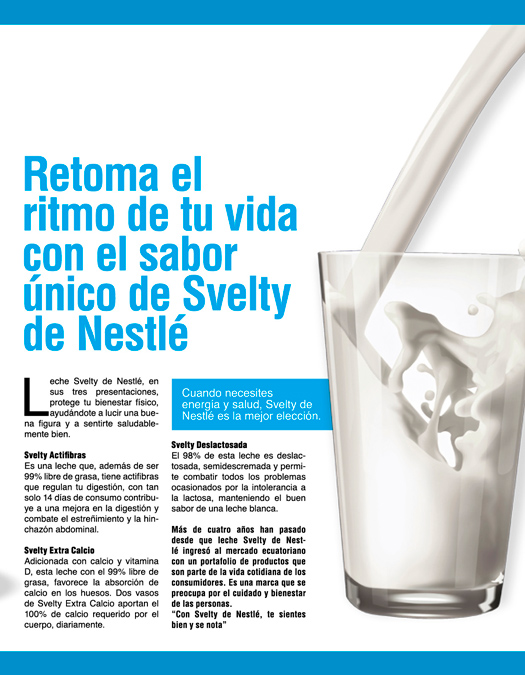 Retoma el
ritmo de tu vida
con el sabor
único de Svelty
de Nestlé
Leche Svelty de Nestlé, en
sus tres presentaciones,
protege tu bienestar físico,
ayudándote a lucir una bue-
na figura y a sentirte saludable-
mente bien.
Svelty Actifibras
Es una leche que, además de ser
99% libre de grasa, tiene actifibras
que regulan tu digestión, con tan
solo 14 días de consumo contribu-
ye a una mejora en la digestión y
combate el estreñimiento y la hin-
chazón abdominal.
Svelty Extra Calcio
Adicionada con calcio y vitamina
D, esta leche con el 99% libre de
grasa, favorece la absorción de
calcio en los huesos. Dos vasos
de Svelty Extra Calcio aportan el
100% de calcio requerido por el
cuerpo, diariamente.
Cuando necesites
energía y salud, Svelty de
Nestlé es la mejor elección.
Svelty Deslactosada
El 98% de esta leche es deslac-
tosada, semidescremada y permi-
te combatir todos los problemas
ocasionados por la intolerancia a
la lactosa, manteniendo el buen
sabor de una leche blanca.
Más de cuatro años han pasado
desde que leche Svelty de Nest-
lé ingresó al mercado ecuatoriano
con un portafolio de productos que
son parte de la vida cotidiana de los
consumidores. Es una marca que se
preocupa por el cuidado y bienestar
de las personas.
“Con Svelty de Nestlé, te sientes
bien y se nota”